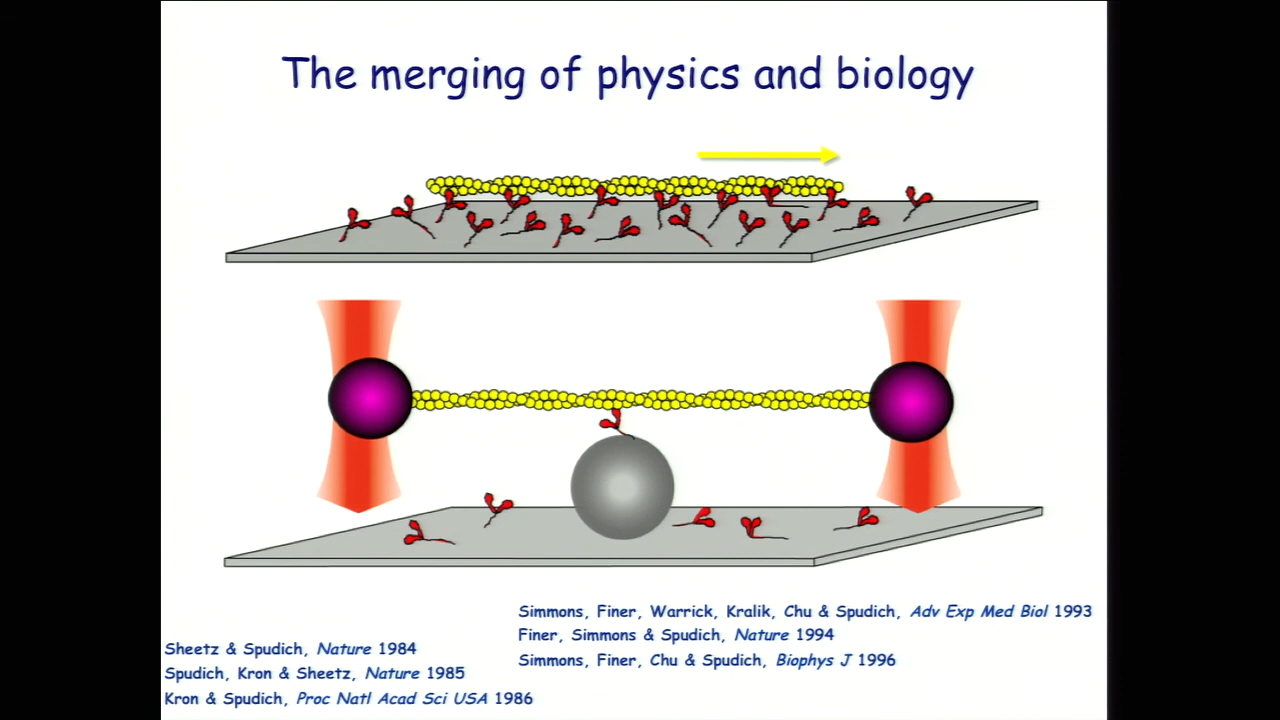 The merging of physics and biology
Simmons, Finer, Warrick, Kralik, Chu & Spudich, Adv Exp Med Biol 1993
Finer, Simmons & Spudich, Nature 1994
Simmons, Finer, Chu & Spudich, Biophys J 1996
Sheetz & Spudich, Nature 1984
Spudich, Kron & Sheetz, Nature 1985
Kron & Spudich, Proc Natl Acad Sci USA 1986